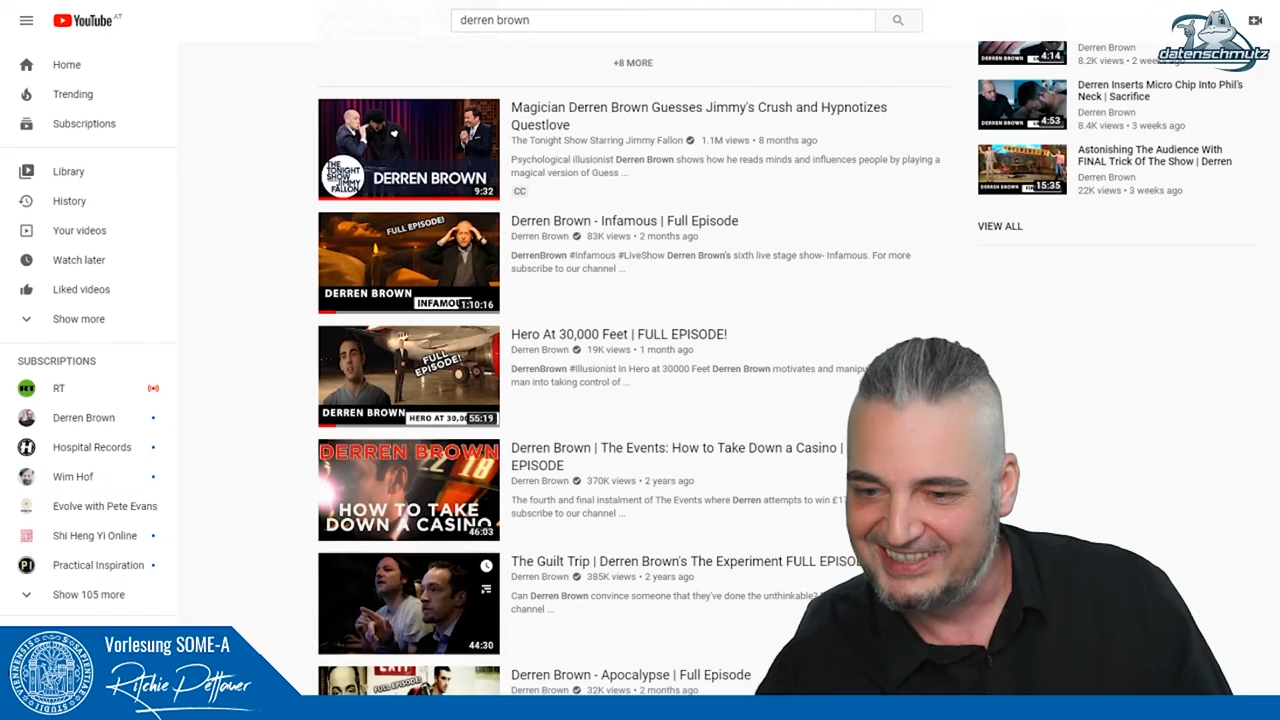 YouTube AT
derren brown
datenschmutz
Home
Trending
Subscriptions
Library
History
Your videos
Watch later
Liked videos
Show more
SUBSCRIPTIONS
RT
Derren Brown
Hospital Records
Wim Hof
Evolve with Pete Evans
Shi Heng Yi Online
Practical Inspiration
Show 105 more
+8 MORE
THE TONIGHT SHOW JIMMY FALLON
DERREN BROWN
9:32
Magician Derren Brown Guesses Jimmy's Crush and Hypnotizes
Questlove
The Tonight Show Starring Jimmy Fallon 1.1M views • 8 months ago
Psychological illusionist Derren Brown shows how he reads minds and influences people by playing a
magical version of Guess ...
CC
FULL EPISODE!
DERREN BROWN
INFAMOU
1:10:16
Derren Brown - Infamous | Full Episode
Derren Brown 83K views • 2 months ago
DerrenBrown #Infamous #LiveShow Derren Brown's sixth live stage show- Infamous. For more
subscribe to our channel ...
FULL EPISODE!
DERREN BROWN
HERO AT 30,00
55:19
Hero At 30,000 Feet | FULL EPISODE!
Derren Brown 19K views • 1 month ago
DerrenBrown #Illusionist In Hero at 30000 Feet Derren Brown motivates and manipu
man into taking control of ...
DERREN BROWN
HOW TO TAKE
DOWN A CASINO
46:03
Derren Brown | The Events: How to Take Down a Casino |
EPISODE
Derren Brown 370K views • 2 years ago
The fourth and final instalment of The Events where Derren attempts to win £1
subscribe to our channel ...
44:30
The Guilt Trip | Derren Brown's The Experiment FULL EPISO
Derren Brown 385K views • 2 years ago
Can Derren Brown convince someone that they've done the unthinkable?
channel ...
EXIT
FULL EPISODE!
Derren Brown - Apocalypse | Full Episode
Derren Brown 32K views • 2 months ago
DERREN BROWN
4:14
Derren Brown
8.2K views • 2 weeks ago
DERREN BROWN
4:53
Derren Inserts Micro Chip Into Phil's
Neck | Sacrifice
Derren Brown
8.4K views • 3 weeks ago
DERREN BROWN
15:35
Astonishing The Audience With
FINAL Trick Of The Show | Derren
Derren Brown
22K views • 3 weeks ago
VIEW ALL
Vorlesung SOME-A
Ritchie Pettauer